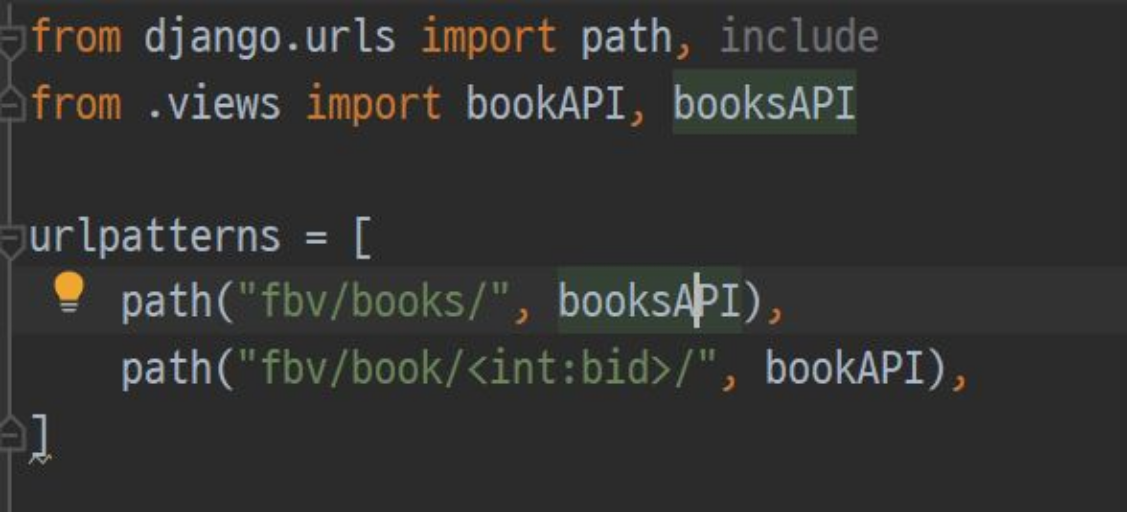 from django.urls import path, include
from .views import bookAPI, booksAPI
urlpatterns = [
path("fbv/books/", booksAPI),
path("fbv/book/<int:bid>/", bookAPI),
]